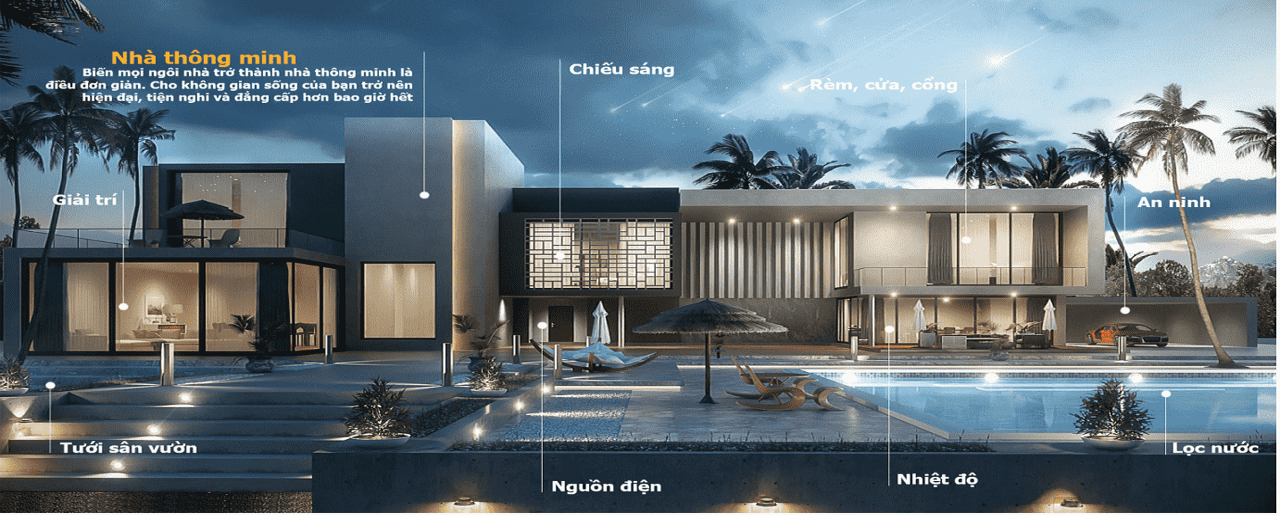 Nhà thông minh
Biến mọi ngôi nhà trở thành nhà thông minh là
điều đơn giản. Cho không gian sống của bạn trở nên
hiện đại, tiện nghi và đẳng cấp hơn bao giờ hết
Chiếu sáng
Rèm, cửa, cổng
Giải trí
An ninh
Tưới sân vườn
Lọc nước
Nhiệt độ
Nguồn điện